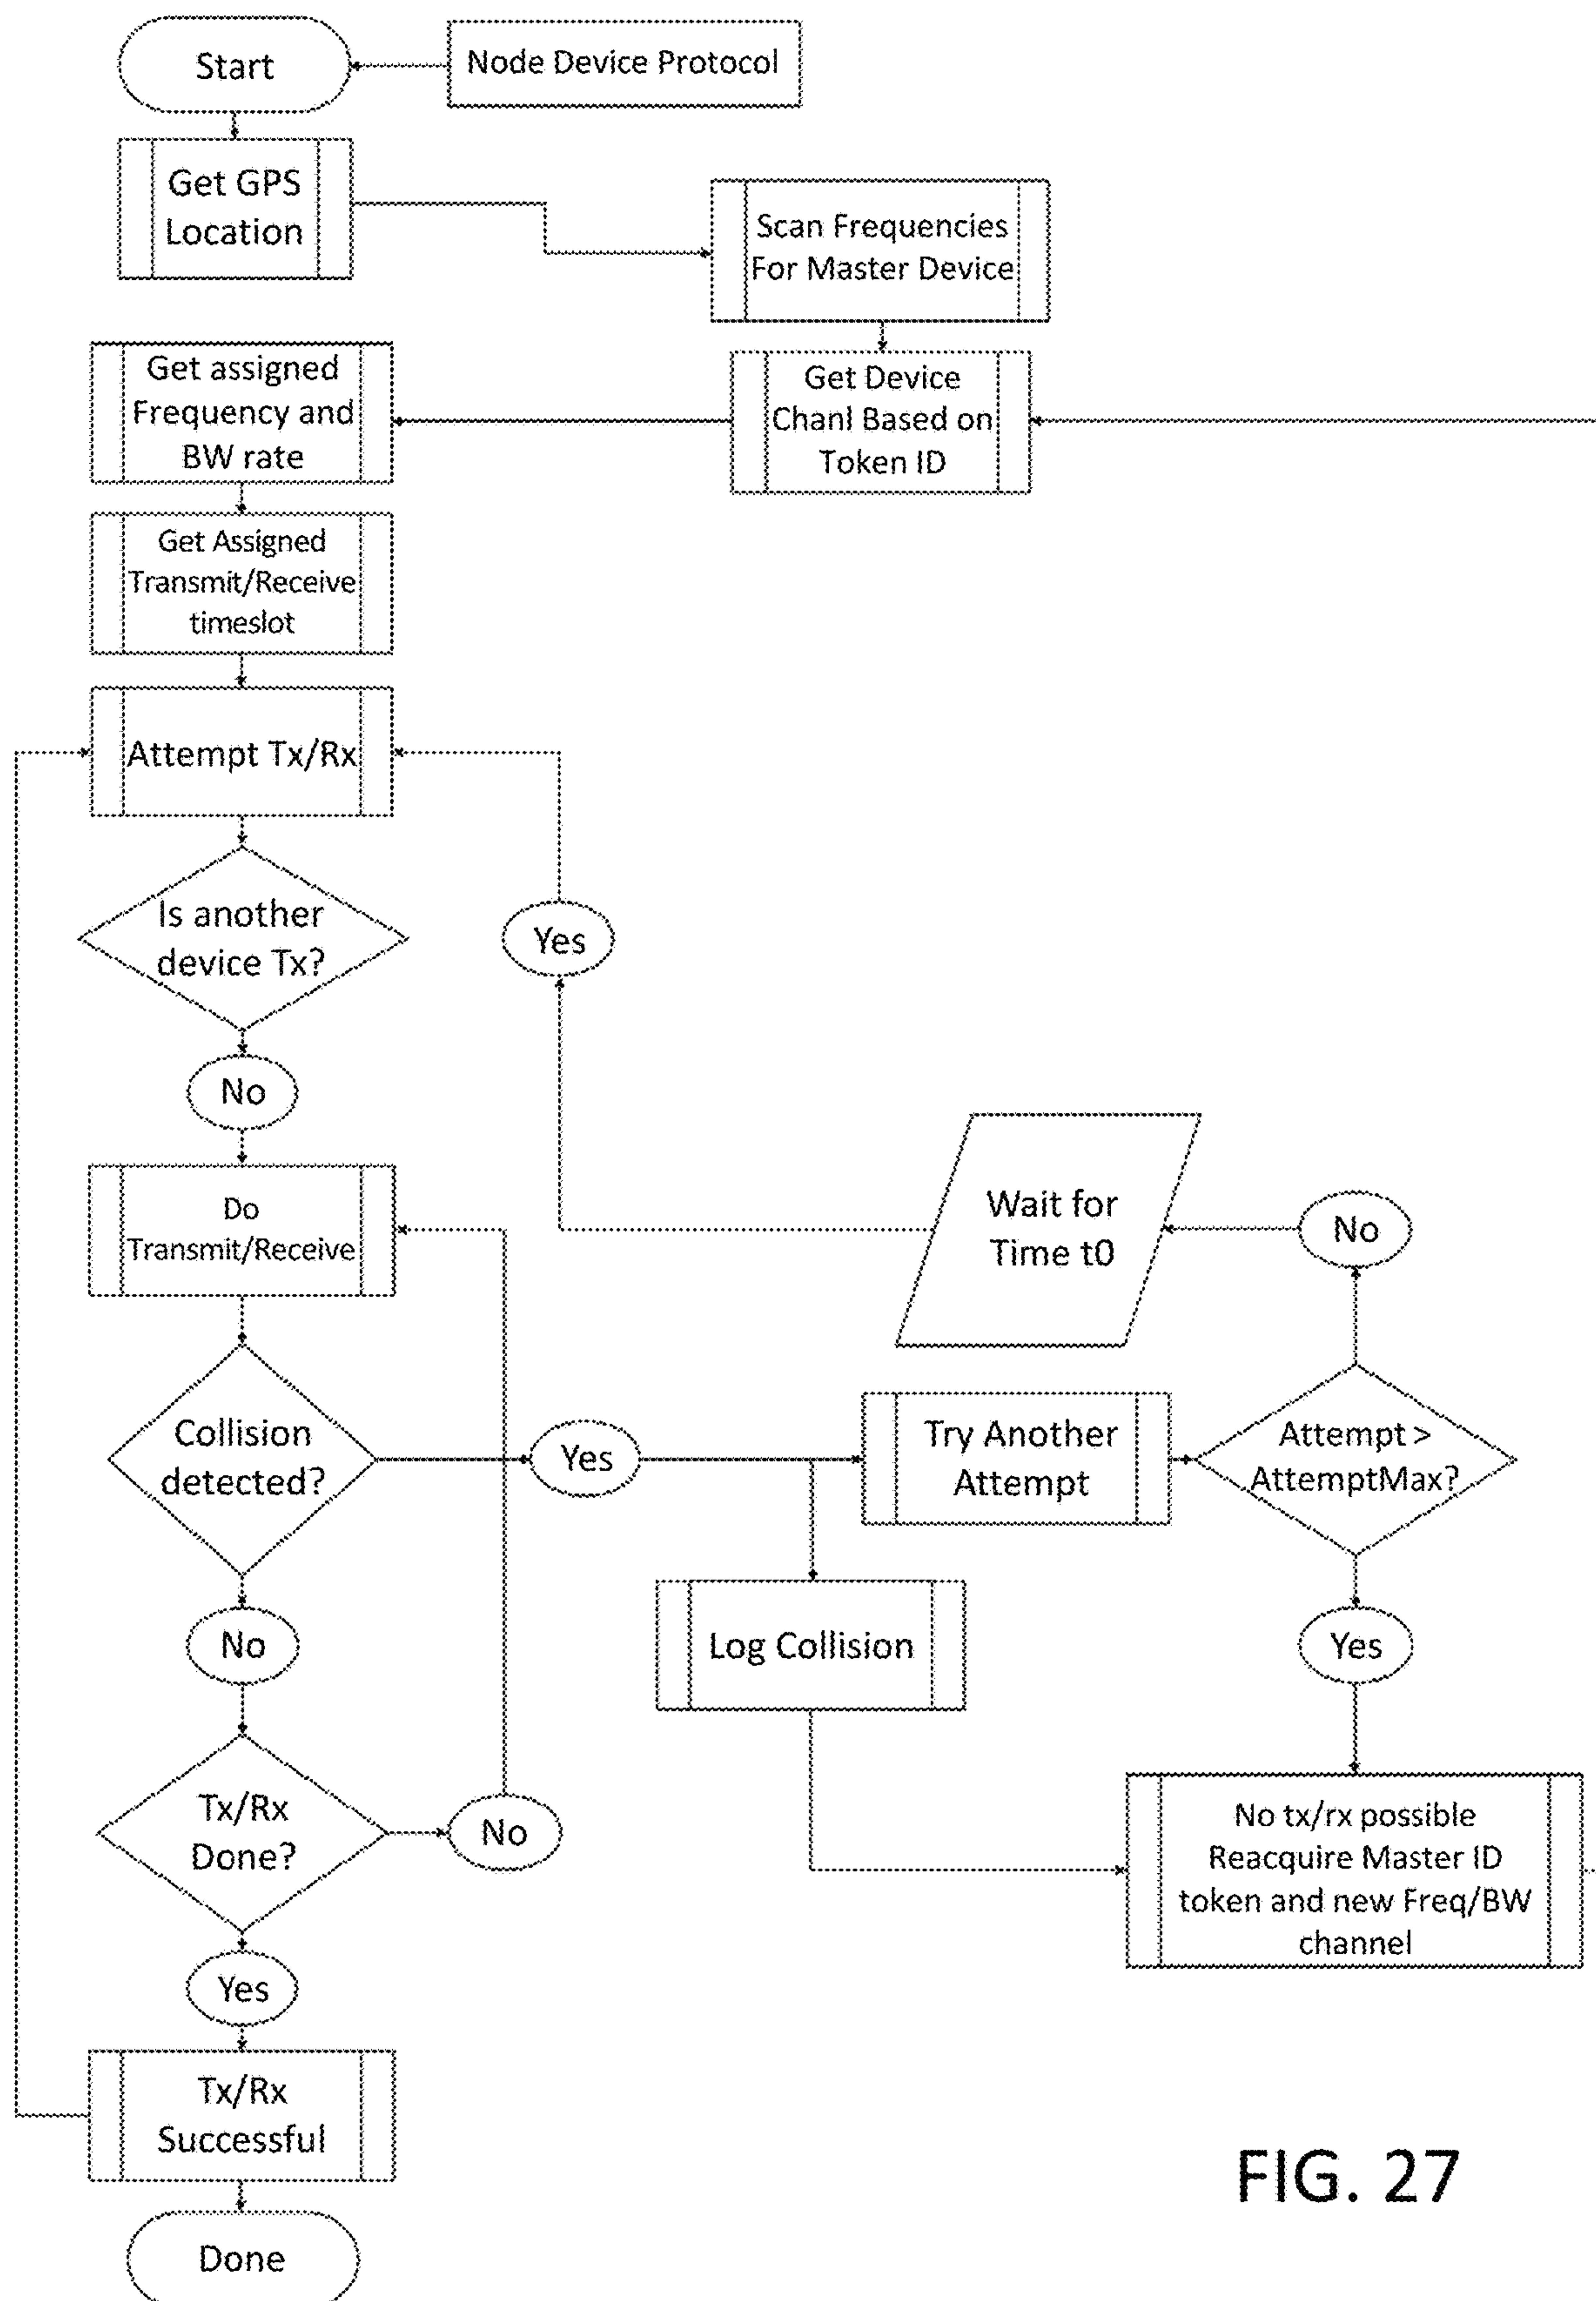 Start
Node Device Protocol
Get GPS
Location
Scan Frequencies
For Master Device
Get assigned
Frequency and
BW rate
Get Device
Chanl Based on
Token ID
Get Assigned
Transmit/Receive
timeslot
Attempt Tx/Rx
Is another
device Tx?
Yes
No
Do
Transmit/Receive
Wait for
Time t0
No
Collision
detected?
Yes
Try Another
Attempt
Attempt >
AttemptMax?
No
Log Collision
Yes
Tx/Rx
Done?
No
No tx/rx possible
Reacquire Master ID
token and new Freq/BW
channel
Yes
Tx/Rx
Successful
Done
FIG. 27